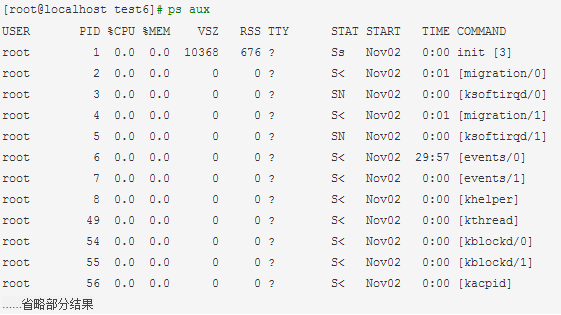 [root@localhost test6]# ps aux
USER       PID %CPU %MEM    VSZ   RSS TTY      STAT START   TIME COMMAND
root         1  0.0  0.0  10368   676 ?        Ss   Nov02   0:00 init [3]
root         2  0.0  0.0      0     0 ?        S<   Nov02   0:01 [migration/0]
root         3  0.0  0.0      0     0 ?        SN   Nov02   0:00 [ksoftirqd/0]
root         4  0.0  0.0      0     0 ?        S<   Nov02   0:01 [migration/1]
root         5  0.0  0.0      0     0 ?        SN   Nov02   0:00 [ksoftirqd/1]
root         6  0.0  0.0      0     0 ?        S<   Nov02  29:57 [events/0]
root         7  0.0  0.0      0     0 ?        S<   Nov02   0:00 [events/1]
root         8  0.0  0.0      0     0 ?        S<   Nov02   0:00 [khelper]
root        49  0.0  0.0      0     0 ?        S<   Nov02   0:00 [kthread]
root        54  0.0  0.0      0     0 ?        S<   Nov02   0:00 [kblockd/0]
root        55  0.0  0.0      0     0 ?        S<   Nov02   0:00 [kblockd/1]
root        56  0.0  0.0      0     0 ?        S<   Nov02   0:00 [kacpid]
......省略部分结果